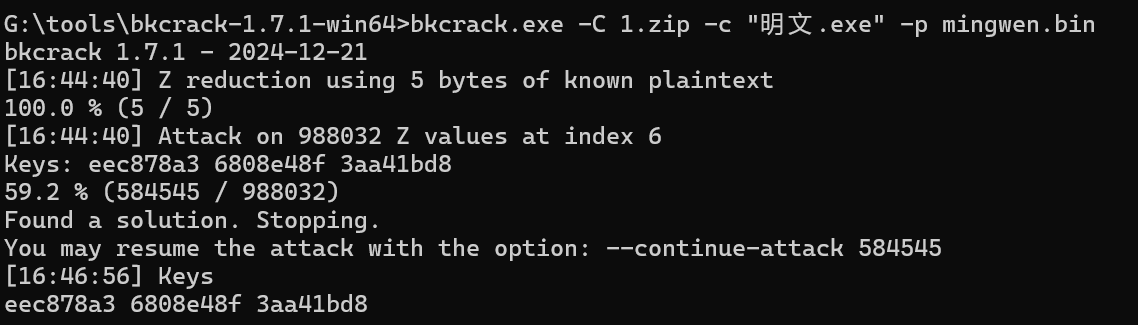 G:\tools\bkcrack-1.7.1-win64>bkcrack.exe -C 1.zip -c "明文.exe" -p mingwen.bin
bkcrack 1.7.1 - 2024-12-21
[16:44:40] Z reduction using 5 bytes of known plaintext
100.0 % (5 / 5)
[16:44:40] Attack on 988032 Z values at index 6
Keys: eec878a3 6808e48f 3aa41bd8
59.2 % (584545 / 988032)
Found a solution. Stopping.
You may resume the attack with the option: --continue-attack 584545
[16:46:56] Keys
eec878a3 6808e48f 3aa41bd8